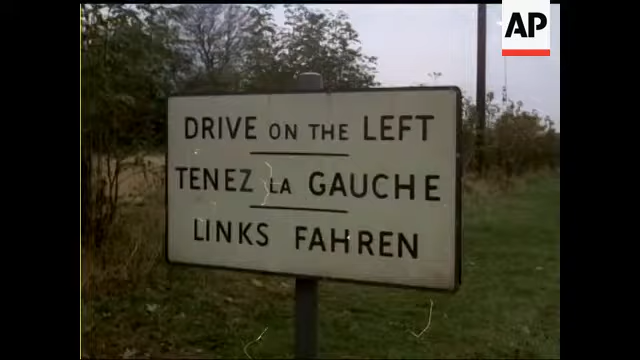 AP
DRIVE ON THE LEFT
TENEZ LA GAUCHE
LINKS FAHREN